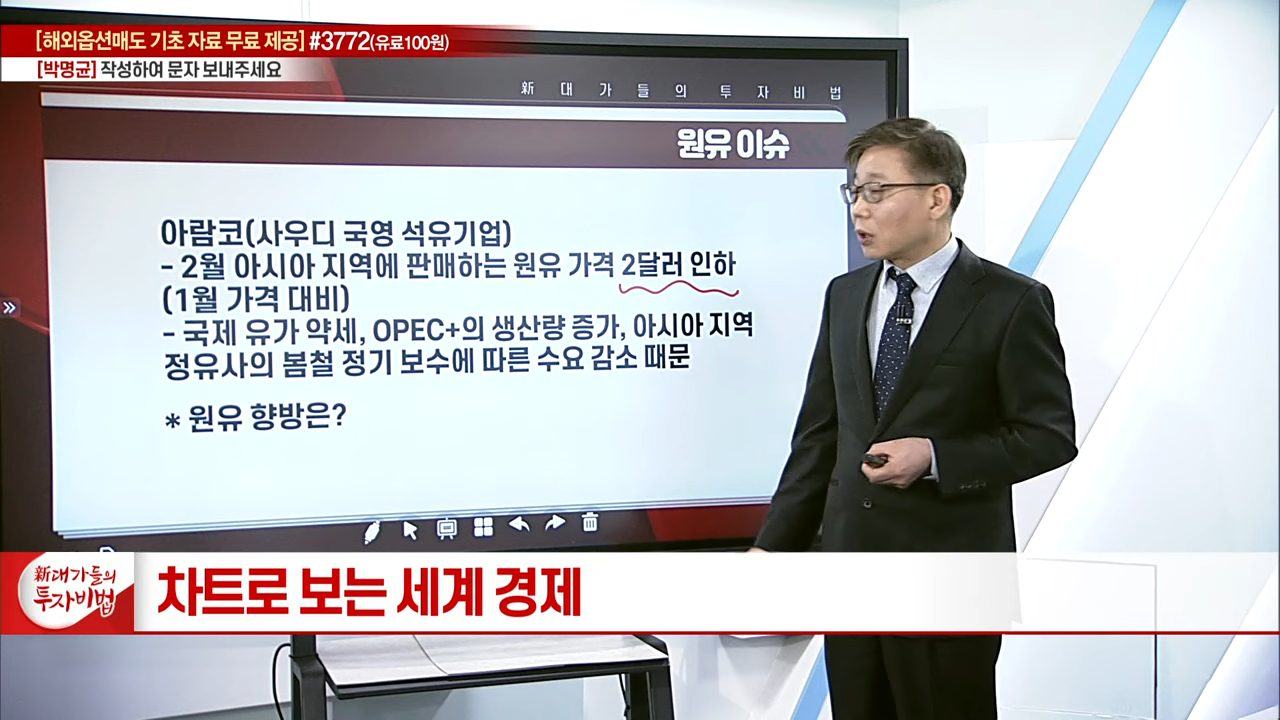 [해외옵션매도 기초 자료 무료 제공] #3772(유료100원)
[박명균] 작성하여 문자 보내주세요
新 대 가 들 의 투 자 비 법
원유 이슈
아람코(사우디 국영 석유기업)
- 2월 아시아 지역에 판매하는 원유 가격 2달러 인하
(1월 가격 대비)
- 국제 유가 약세, OPEC+의 생산량 증가, 아시아 지역
정유사의 봄철 정기 보수에 따른 수요 감소 때문
* 원유 향방은?
新대가들의
투자비법
차트로 보는 세계 경제